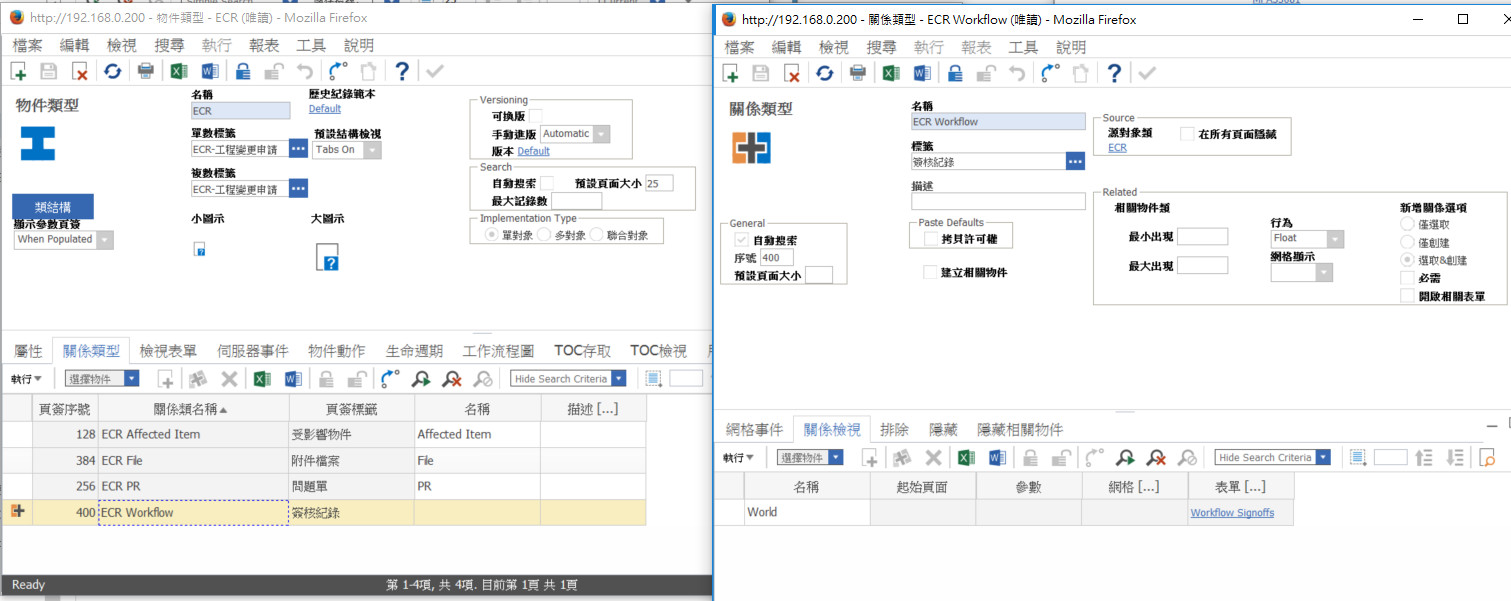 http://192.168.0.200 - 物件類型 - ECR (唯讀) - Mozilla Firefox
檔案 編輯 檢視 搜尋 執行 報表 工具 說明
物件類型
名稱
ECR
歷史紀錄範本
Default
單數標籤
ECR-工程變更申請 •••
預設結構檢視
Tabs On
複數標籤
ECR-工程變更申請 •••
類結構
顯示參數頁簽
When Populated
小圖示
大圖示
Versioning
可換版
手動進版 Automatic
版本 Default
Search
自動搜索 預設頁面大小 25
最大記錄數
Implementation Type
單對象 多對象 聯合對象
屬性 關係類型 檢視表單 伺服器事件 物件動作 生命週期 工作流程圖 TOC存取 TOC檢視
執行 選擇物件 Hide Search Criteria
頁簽序號 關係類名稱 頁簽標籤 名稱 描述 [...]
128 ECR Affected Item 受影響物件 Affected Item
384 ECR File 附件檔案 File
256 ECR PR 問題單 PR
400 ECR Workflow 簽核紀錄
Ready 第 1-4項, 共 4項. 目前第 1頁 共 1頁
http://192.168.0.200 - 關係類型 - ECR Workflow (唯讀) - Mozilla Firefox
檔案 編輯 檢視 搜尋 執行 報表 工具 說明
關係類型
名稱
ECR Workflow
標籤
簽核紀錄 •••
描述
Source
派對象類
ECR
在所有頁面隱藏
General
自動搜索
序號 400
預設頁面大小
Paste Defaults
拷貝許可權
建立相關物件
Related
相關物件類
最小出現
最大出現
行為
Float
網格顯示
新增關係選項
僅選取
僅創建
選取&創建
必需
開啟相關表單
網格事件 關係檢視 排除 隱藏 隱藏相關物件
執行 選擇物件 Hide Search Criteria
名稱 起始頁面 參數 網格 [...] 表單 [...]
World Workflow Signoffs